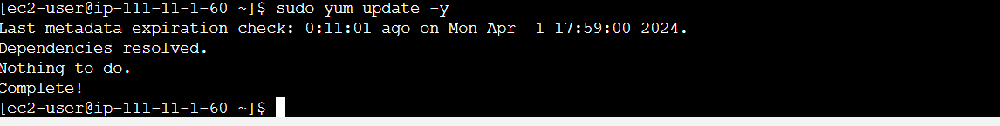 [ec2-user@ip-111-11-1-60 ~]$ sudo yum update -y
Last metadata expiration check: 0:11:01 ago on Mon Apr  1 17:59:00 2024.
Dependencies resolved.
Nothing to do.
Complete!
[ec2-user@ip-111-11-1-60 ~]$